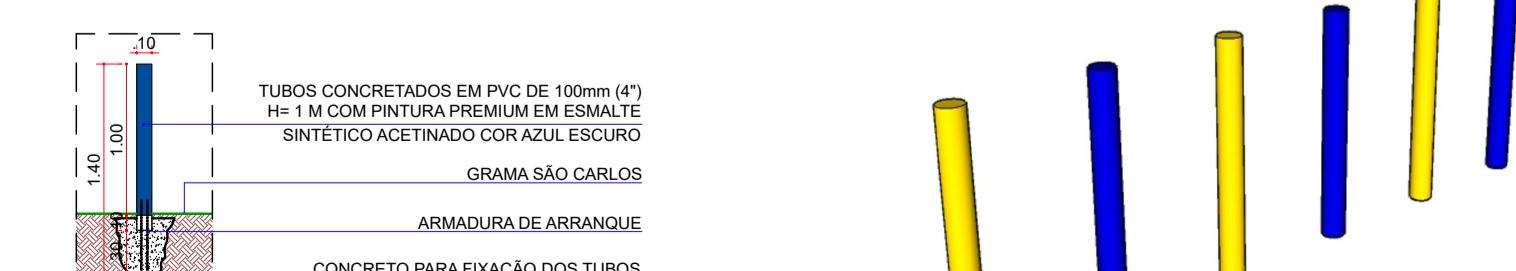 .10
TUBOS CONCRETADOS EM PVC DE 100mm (4")
H= 1 M COM PINTURA PREMIUM EM ESMALTE
SINTÉTICO ACETINADO COR AZUL ESCURO
1.00
1.40
GRAMA SÃO CARLOS
ARMADURA DE ARRANQUE
CONCRETO PARA FIXAÇÃO DOS TUBOS